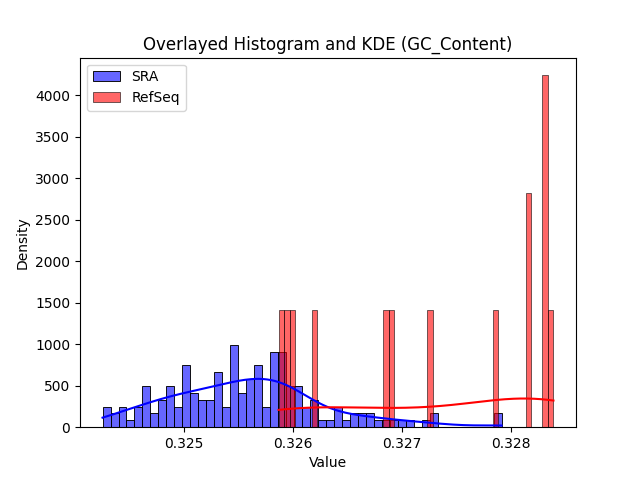 Overlayed Histogram and KDE (GC_Content)
SRA
RefSeq
4000
3500
3000
2500
2000
1500
1000
500
0
Density
0.325 0.326 0.327 0.328
Value